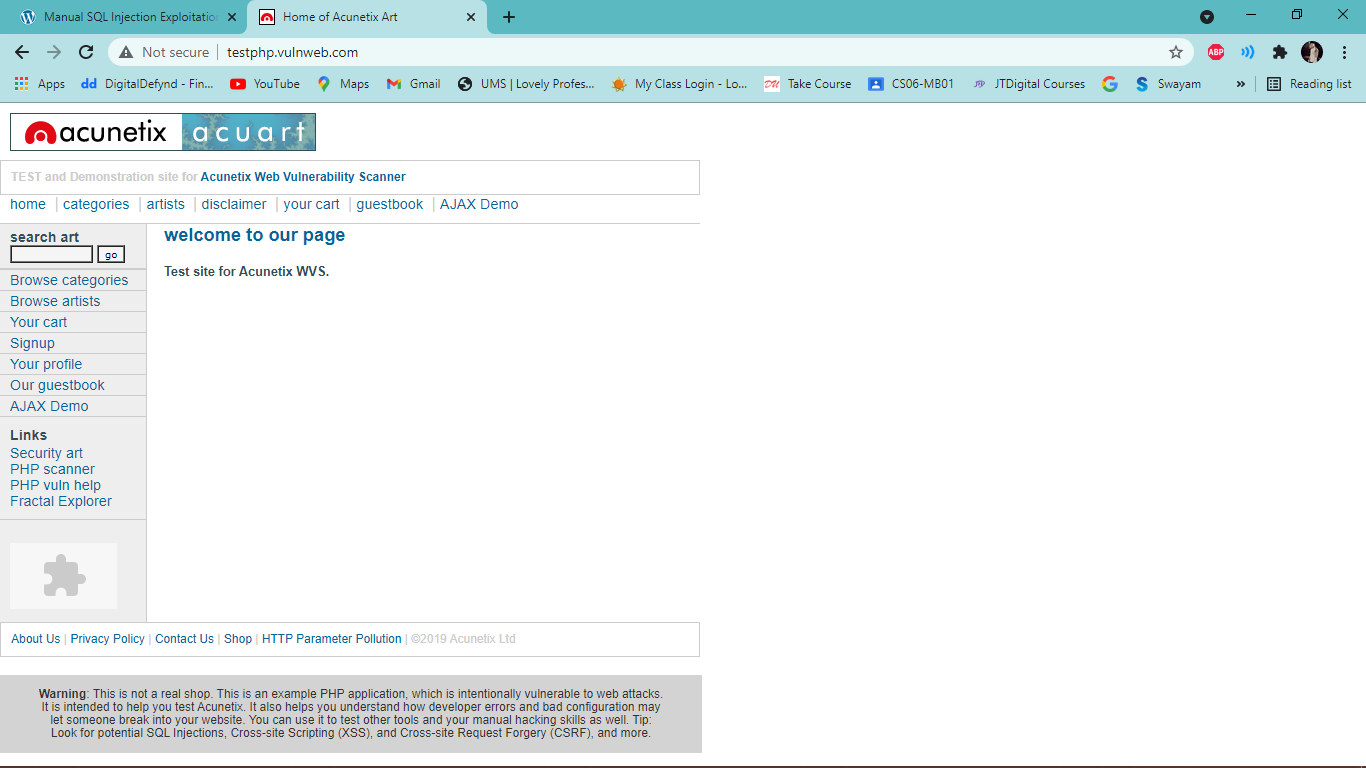 Manual SQL Injection Exploitatio
Home of Acunetix Art
Not secure
testphp.vulnweb.com
ABP
Apps
dd
DigitalDefynd - Fin...
YouTube
Maps
Gmail
UMS | Lovely Profes...
My Class Login - Lo...
Take Course
CS06-MB01
JTDigital Courses
Swayam
»
Reading list
acunetix acuart
TEST and Demonstration site for Acunetix Web Vulnerability Scanner
home | categories | artists | disclaimer | your cart | guestbook | AJAX Demo
search art
go
Browse categories
Browse artists
Your cart
Signup
Your profile
Our guestbook
AJAX Demo
Links
Security art
PHP scanner
PHP vuln help
Fractal Explorer
welcome to our page
Test site for Acunetix WVS.
About Us | Privacy Policy | Contact Us | Shop | HTTP Parameter Pollution | ©2019 Acunetix Ltd
Warning: This is not a real shop. This is an example PHP application, which is intentionally vulnerable to web attacks.
It is intended to help you test Acunetix. It also helps you understand how developer errors and bad configuration may
let someone break into your website. You can use it to test other tools and your manual hacking skills as well. Tip:
Look for potential SQL Injections, Cross-site Scripting (XSS), and Cross-site Request Forgery (CSRF), and more.